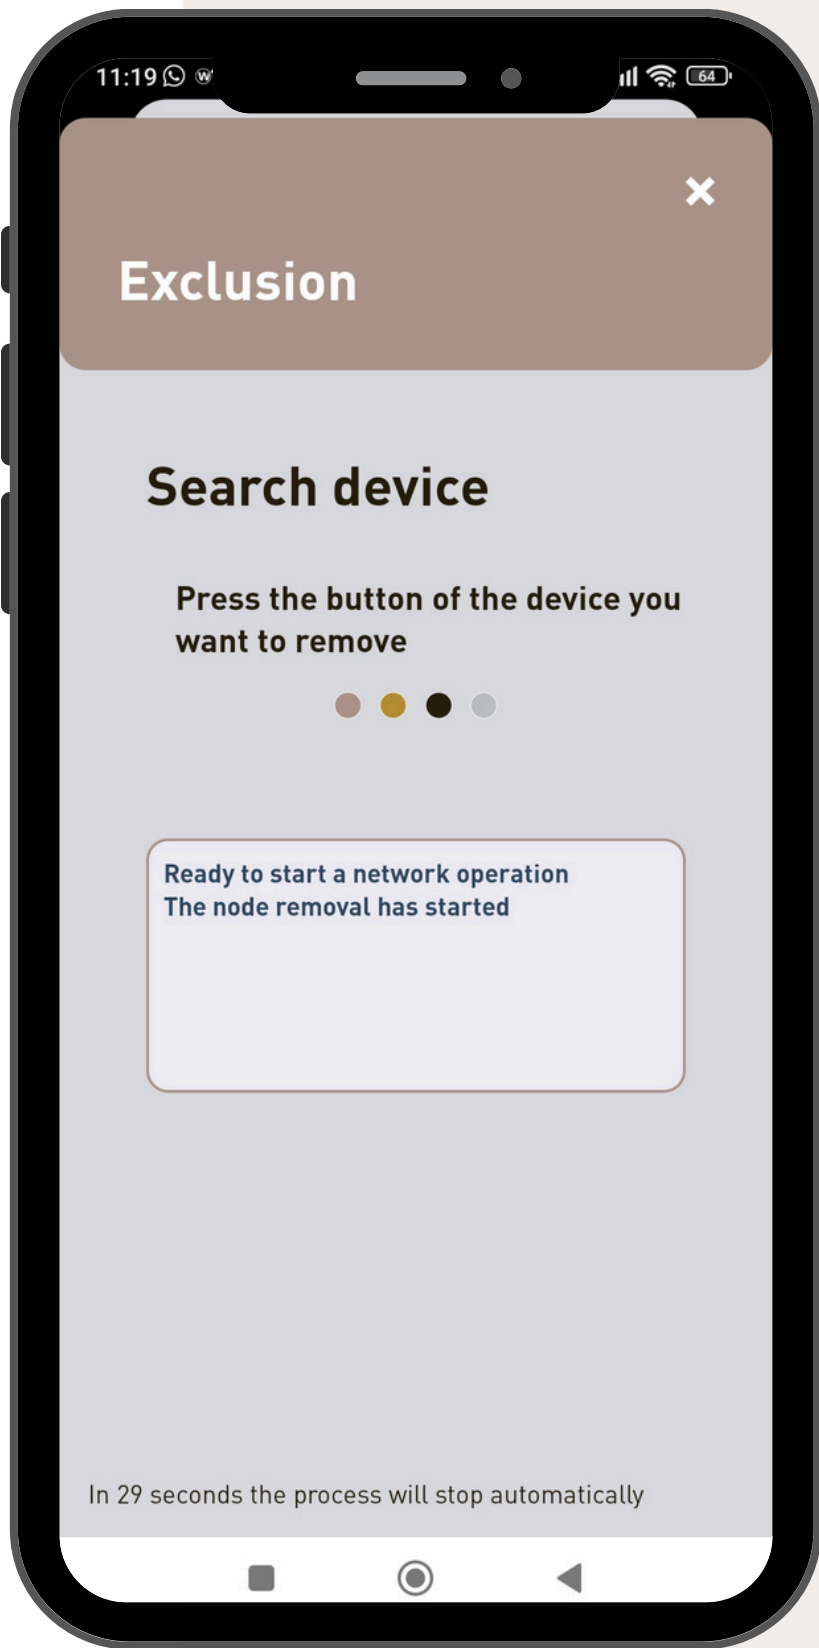 11:19
64
Exclusion
Search device
Press the button of the device you
want to remove
Ready to start a network operation
The node removal has started
In 29 seconds the process will stop automatically